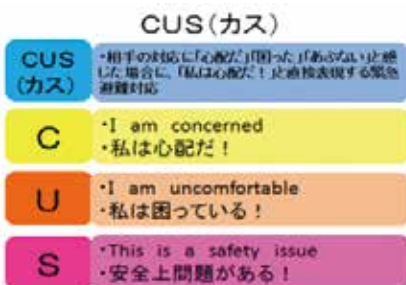 CUS(カス)
CUS
(カス)
・相手の対応に「心配だ」「困った」「あぶない」と感
じた場合に、「私は心配だ!」と直接表現する緊急
避難対応
C
・I am concerned
・私は心配だ!
U
・I am uncomfortable
・私は困っている!
S
・This is a safety issue
・安全上問題がある!